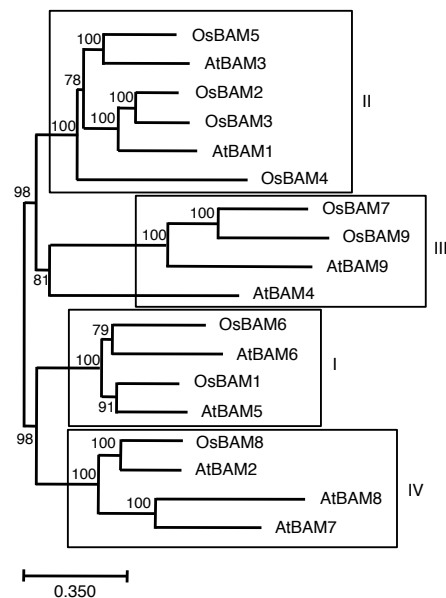 100
OsBAM5
AtBAM3
78
100
OsBAM2
II
100
100
OsBAM3
AtBAM1
OsBAM4
98
100
OsBAM7
100
OsBAM9
III
AtBAM9
81
AtBAM4
79
OsBAM6
100
AtBAM6
I
OsBAM1
91
AtBAM5
98
100
OsBAM8
100
AtBAM2
100
AtBAM8
IV
AtBAM7
0.350